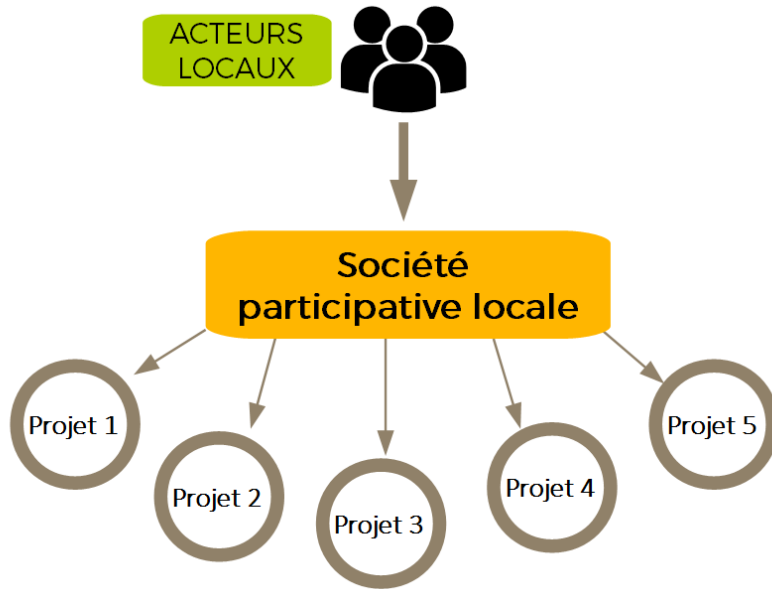 ACTEURS
LOCAUX
Société
participative locale
Projet 1
Projet 2
Projet 3
Projet 4
Projet 5